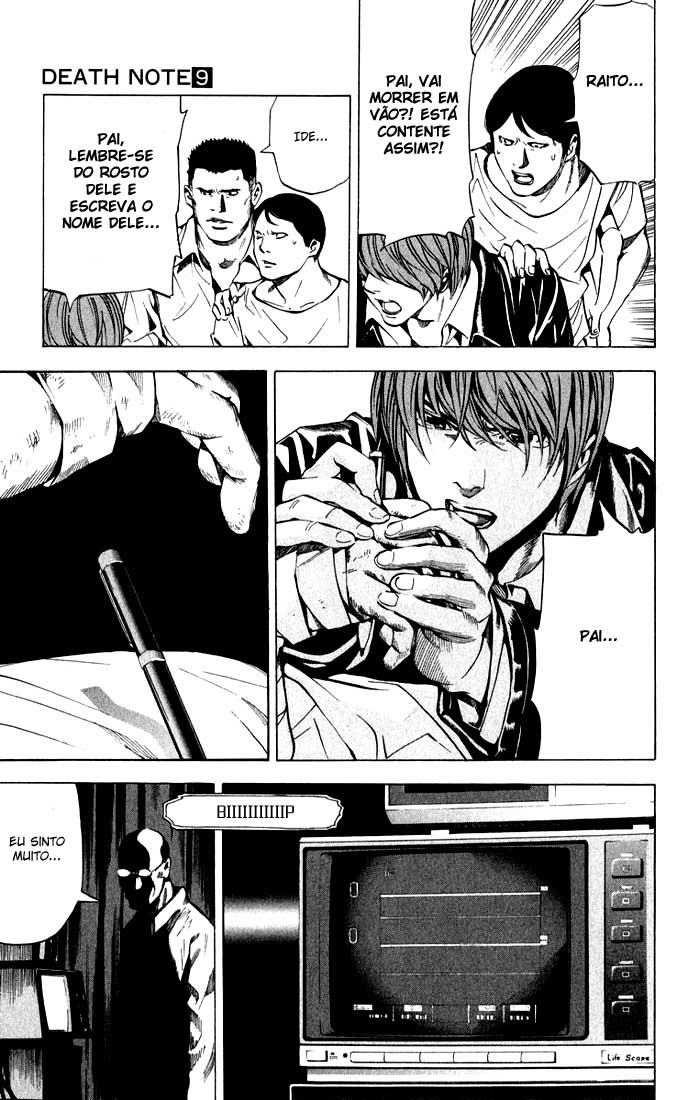 DEATH NOTE 9
RAITO...
PAI, VAI
MORRER EM
VÃO?! ESTÁ
CONTENTE
ASSIM?!
IDE...
PAI,
LEMBRE-SE
DO ROSTO
DELE E
ESCREVA O
NOME DELE...
PAI...
BIIIIIIIIIIIP
Life Scope
EU SINTO
MUITO...